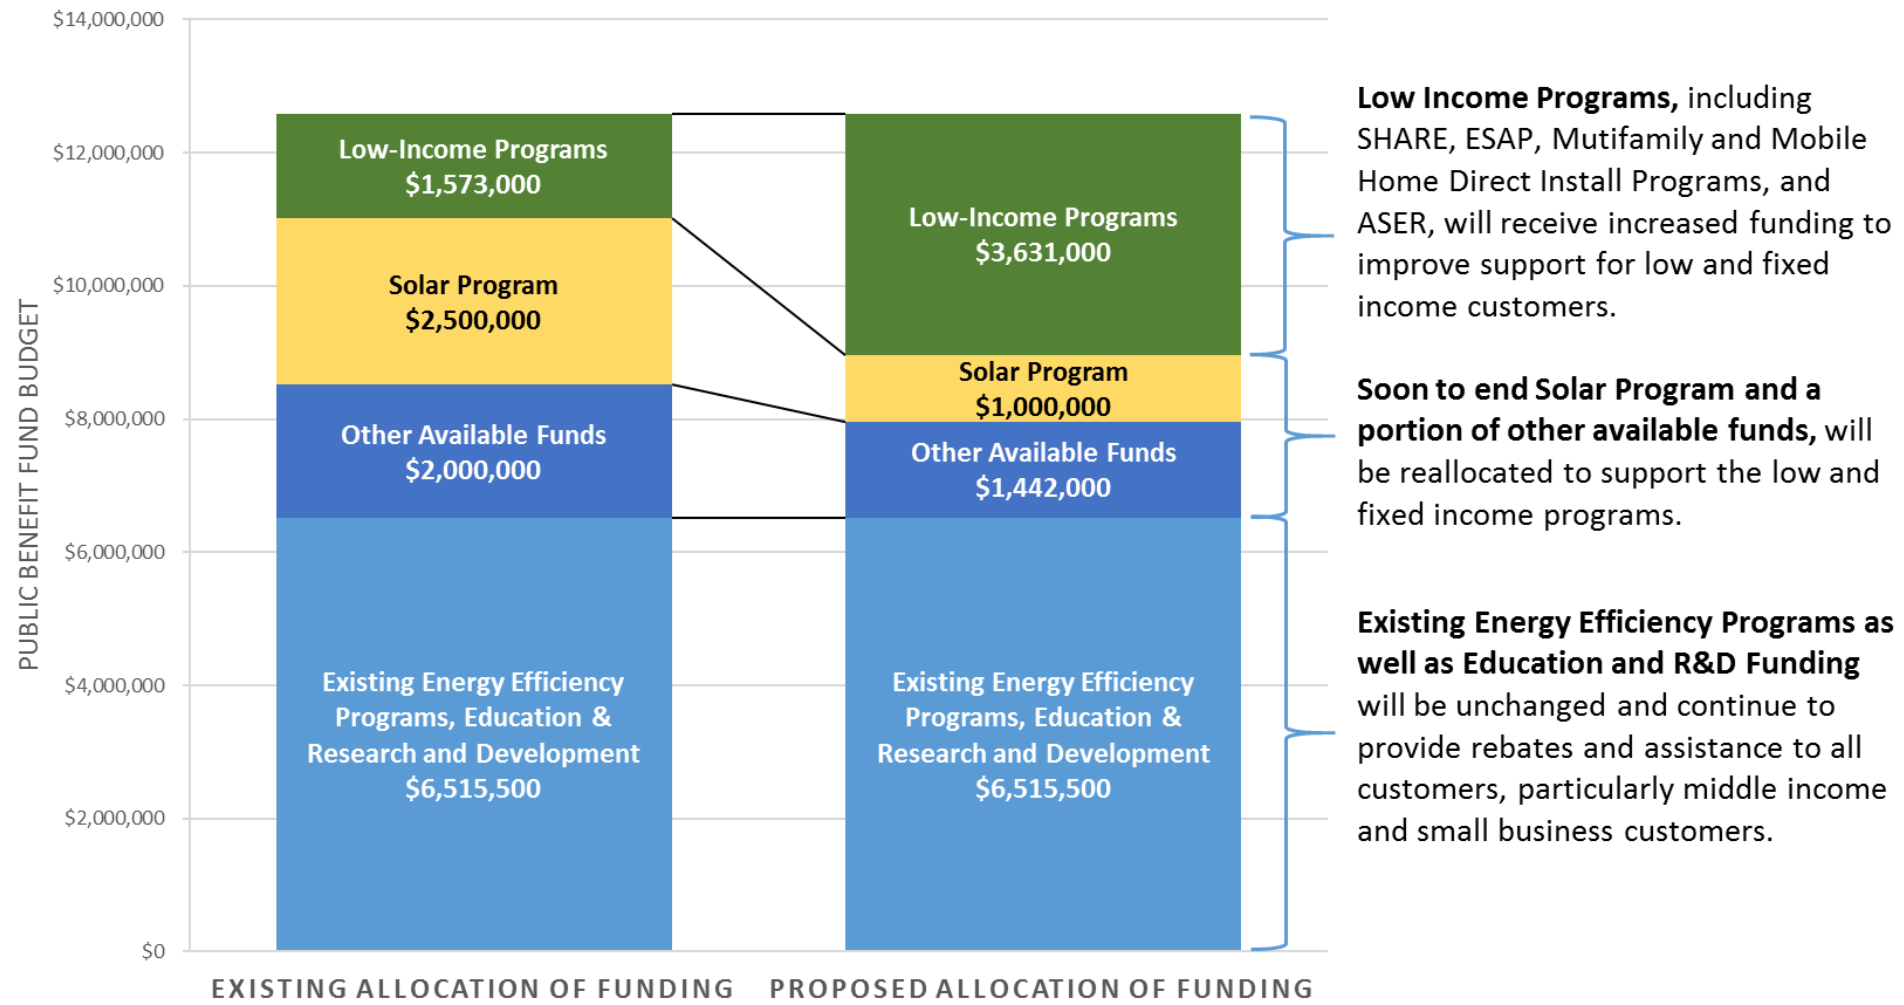 $14,000,000
$12,000,000
$10,000,000
$8,000,000
$6,000,000
$4,000,000
$2,000,000
$0
PUBLIC BENEFIT FUND BUDGET
Low-Income Programs
$1,573,000
Solar Program
$2,500,000
Other Available Funds
$2,000,000
Existing Energy Efficiency
Programs, Education &
Research and Development
$6,515,500
EXISTING ALLOCATION OF FUNDING
Low-Income Programs
$3,631,000
Solar Program
$1,000,000
Other Available Funds
$1,442,000
Existing Energy Efficiency
Programs, Education &
Research and Development
$6,515,500
PROPOSED ALLOCATION OF FUNDING
Low Income Programs, including
SHARE, ESAP, Mutifamily and Mobile
Home Direct Install Programs, and
ASER, will receive increased funding to
improve support for low and fixed
income customers.
Soon to end Solar Program and a
portion of other available funds, will
be reallocated to support the low and
fixed income programs.
Existing Energy Efficiency Programs as
well as Education and R&D Funding
will be unchanged and continue to
provide rebates and assistance to all
customers, particularly middle income
and small business customers.